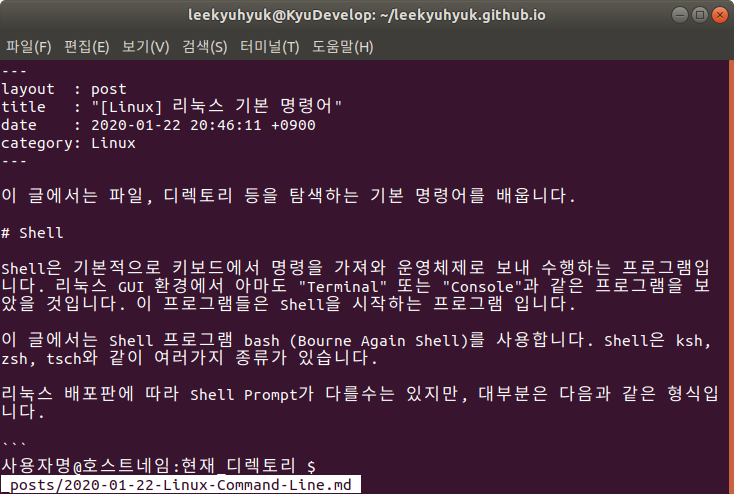 leekyuhyuk@KyuDevelop: ~/leekyuhyuk.github.io
파일(F) 편집(E) 보기(V) 검색(S) 터미널(T) 도움말(H)
---
layout  : post
title   : "[Linux] 리눅스 기본 명령어"
date    : 2020-01-22 20:46:11 +0900
category: Linux
---
이 글에서는 파일, 디렉토리 등을 탐색하는 기본 명령어를 배웁니다.
# Shell
Shell은 기본적으로 키보드에서 명령을 가져와 운영체제로 보내 수행하는 프로그램입
니다. 리눅스 GUI 환경에서 아마도 "Terminal" 또는 "Console"과 같은 프로그램을 보
았을 것입니다. 이 프로그램들은 Shell을 시작하는 프로그램 입니다.
이 글에서는 Shell 프로그램 bash (Bourne Again Shell)를 사용합니다. Shell은 ksh,
zsh, tsch와 같이 여러가지 종류가 있습니다.
리눅스 배포판에 따라 Shell Prompt가 다를수는 있지만, 대부분은 다음과 같은 형식입
니다.
```
사용자명@호스트네임:현재_디렉토리 $
_posts/2020-01-22-Linux-Command-Line.md